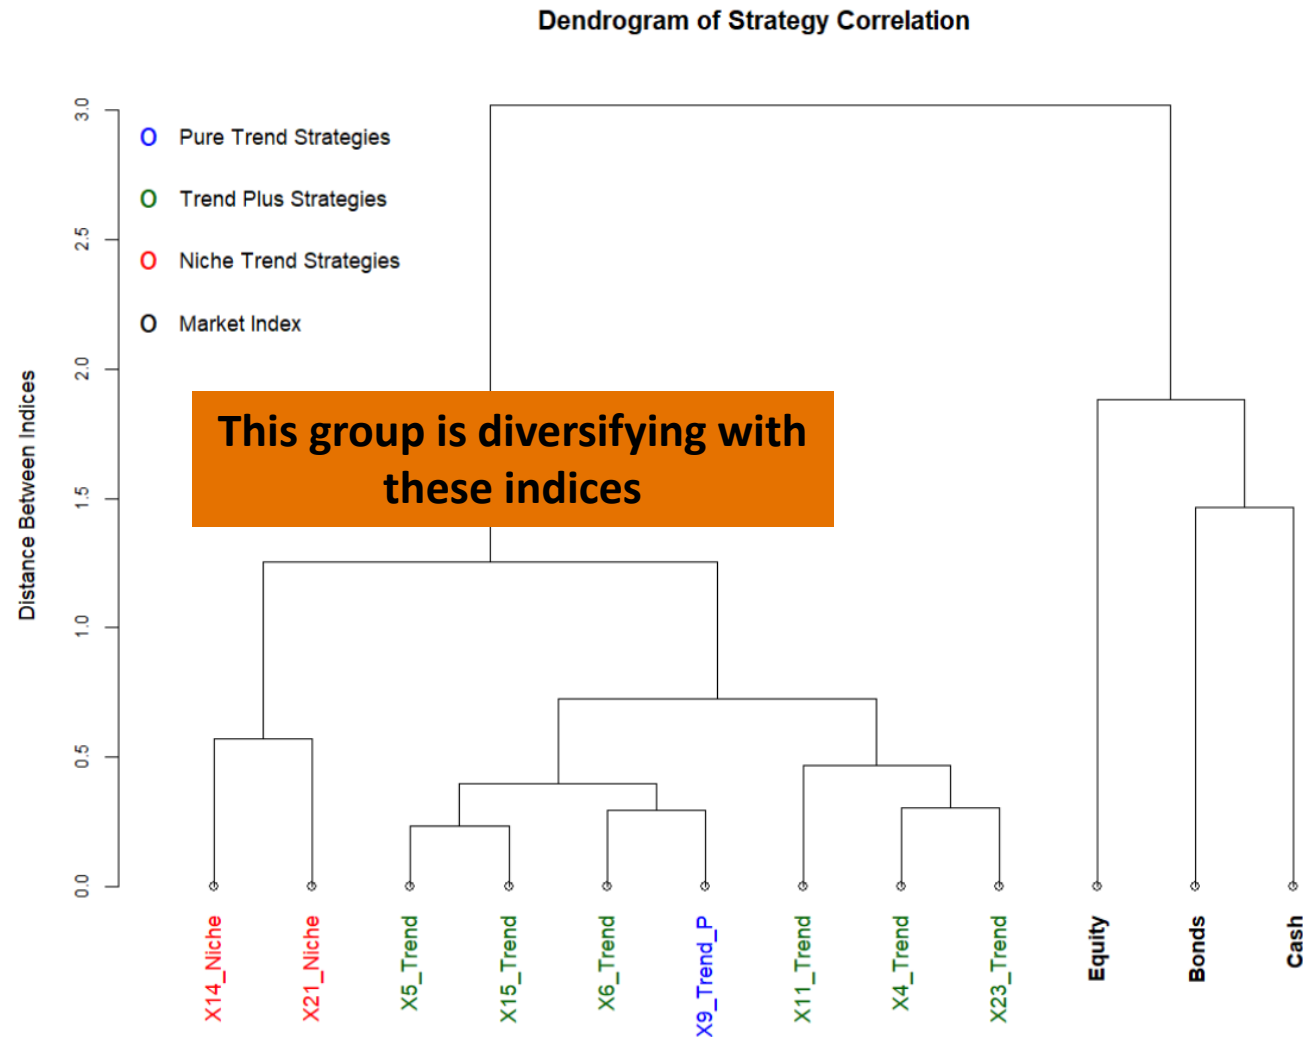 Dendrogram of Strategy Correlation
Distance Between Indices
3.0
2.5
2.0
1.5
1.0
0.5
0.0
O Pure Trend Strategies
O Trend Plus Strategies
O Niche Trend Strategies
O Market Index
This group is diversifying with
these indices
X14_Niche
X21_Niche
X5_Trend
X15_Trend
X6_Trend
X9_Trend_P
X11_Trend
X4_Trend
X23_Trend
Equity
Bonds
Cash